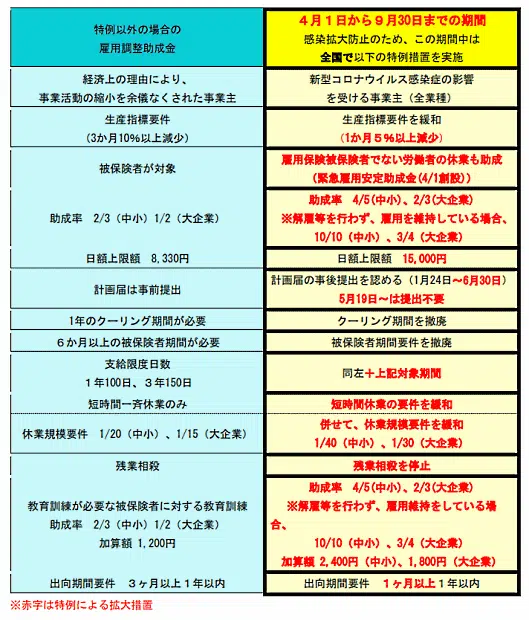 特例以外の場合の
雇用調整助成金
４月１日から９月30日までの期間
感染拡大防止のため、この期間中は
全国で以下の特例措置を実施
経済上の理由により、
事業活動の縮小を余儀なくされた事業主
新型コロナウイルス感染症の影響
を受ける事業主（全業種）
生産指標要件
(3か月10％以上減少)
生産指標要件を緩和
(1か月５％以上減少)
被保険者が対象
雇用保険被保険者でない労働者の休業も助成
（緊急雇用安定助成金(4/1創設））
助成率　2/3（中小）1/2（大企業）
助成率　4/5(中小)、2/3(大企業)
※解雇等を行わず、雇用を維持している場合、
10/10（中小）、3/4（大企業）
日額上限額　8,330円
日額上限額　15,000円
計画届は事前提出
計画届の事後提出を認める（1月24日～6月30日）
5月19日～は提出不要
1年のクーリング期間が必要
クーリング期間を撤廃
６か月以上の被保険者期間が必要
被保険者期間要件を撤廃
支給限度日数
１年100日、３年150日
同左＋上記対象期間
短時間一斉休業のみ
短時間休業の要件を緩和
休業規模要件　1/20（中小）、1/15（大企業）
併せて、休業規模要件を緩和
1/40（中小）、1/30（大企業）
残業相殺
残業相殺を停止
教育訓練が必要な被保険者に対する教育訓練
助成率　2/3（中小）1/2（大企業）
加算額 1,200円
助成率　4/5(中小)、2/3(大企業)
※解雇等を行わず、雇用維持をしている場
合、
10/10（中小）、3/4（大企業）
加算額 2,400円（中小)、1,800円（大企業）
出向期間要件　３ヶ月以上１年以内
出向期間要件　１ヶ月以上１年以内
※赤字は特例による拡大措置